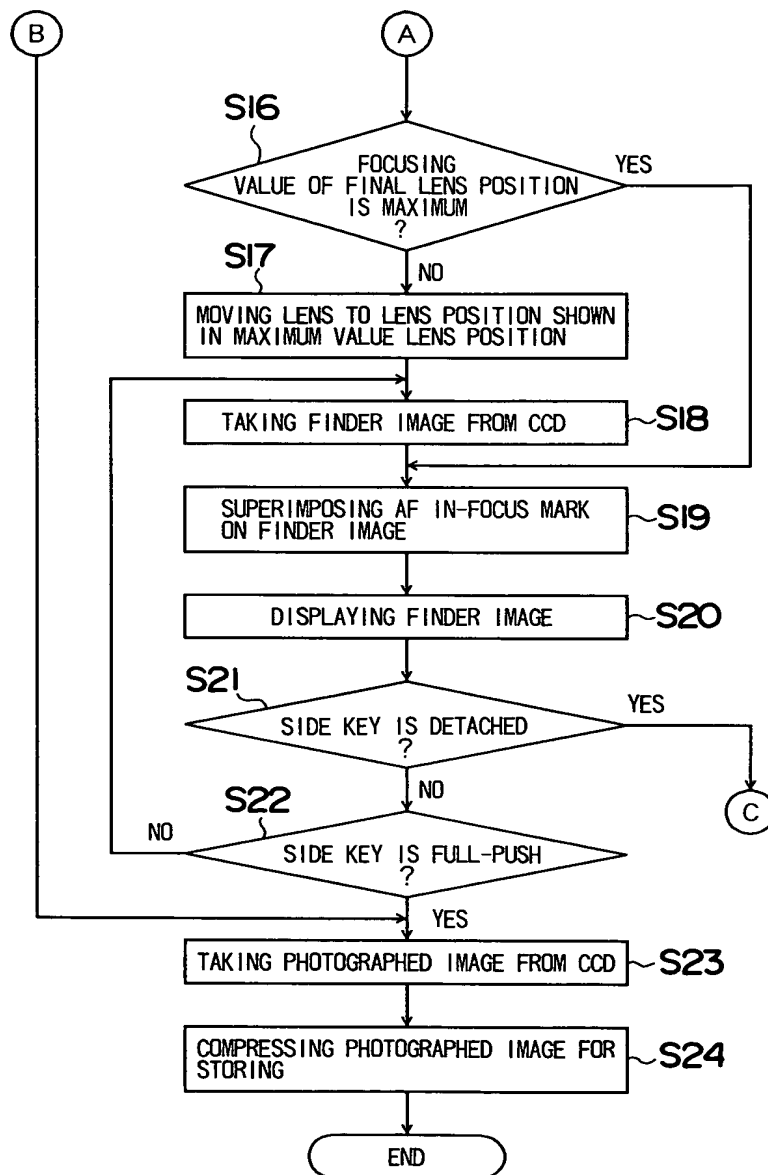 B
A
S16
FOCUSING
VALUE OF FINAL LENS POSITION
IS MAXIMUM
?
YES
NO
S17
MOVING LENS TO LENS POSITION SHOWN
IN MAXIMUM VALUE LENS POSITION
TAKING FINDER IMAGE FROM CCD
S18
SUPERIMPOSING AF IN-FOCUS MARK
ON FINDER IMAGE
S19
DISPLAYING FINDER IMAGE
S20
S21
SIDE KEY IS DETACHED
?
YES
C
NO
S22
NO
SIDE KEY IS FULL-PUSH
?
YES
TAKING PHOTOGRAPHED IMAGE FROM CCD
S23
COMPRESSING PHOTOGRAPHED IMAGE FOR
STORING
S24
END